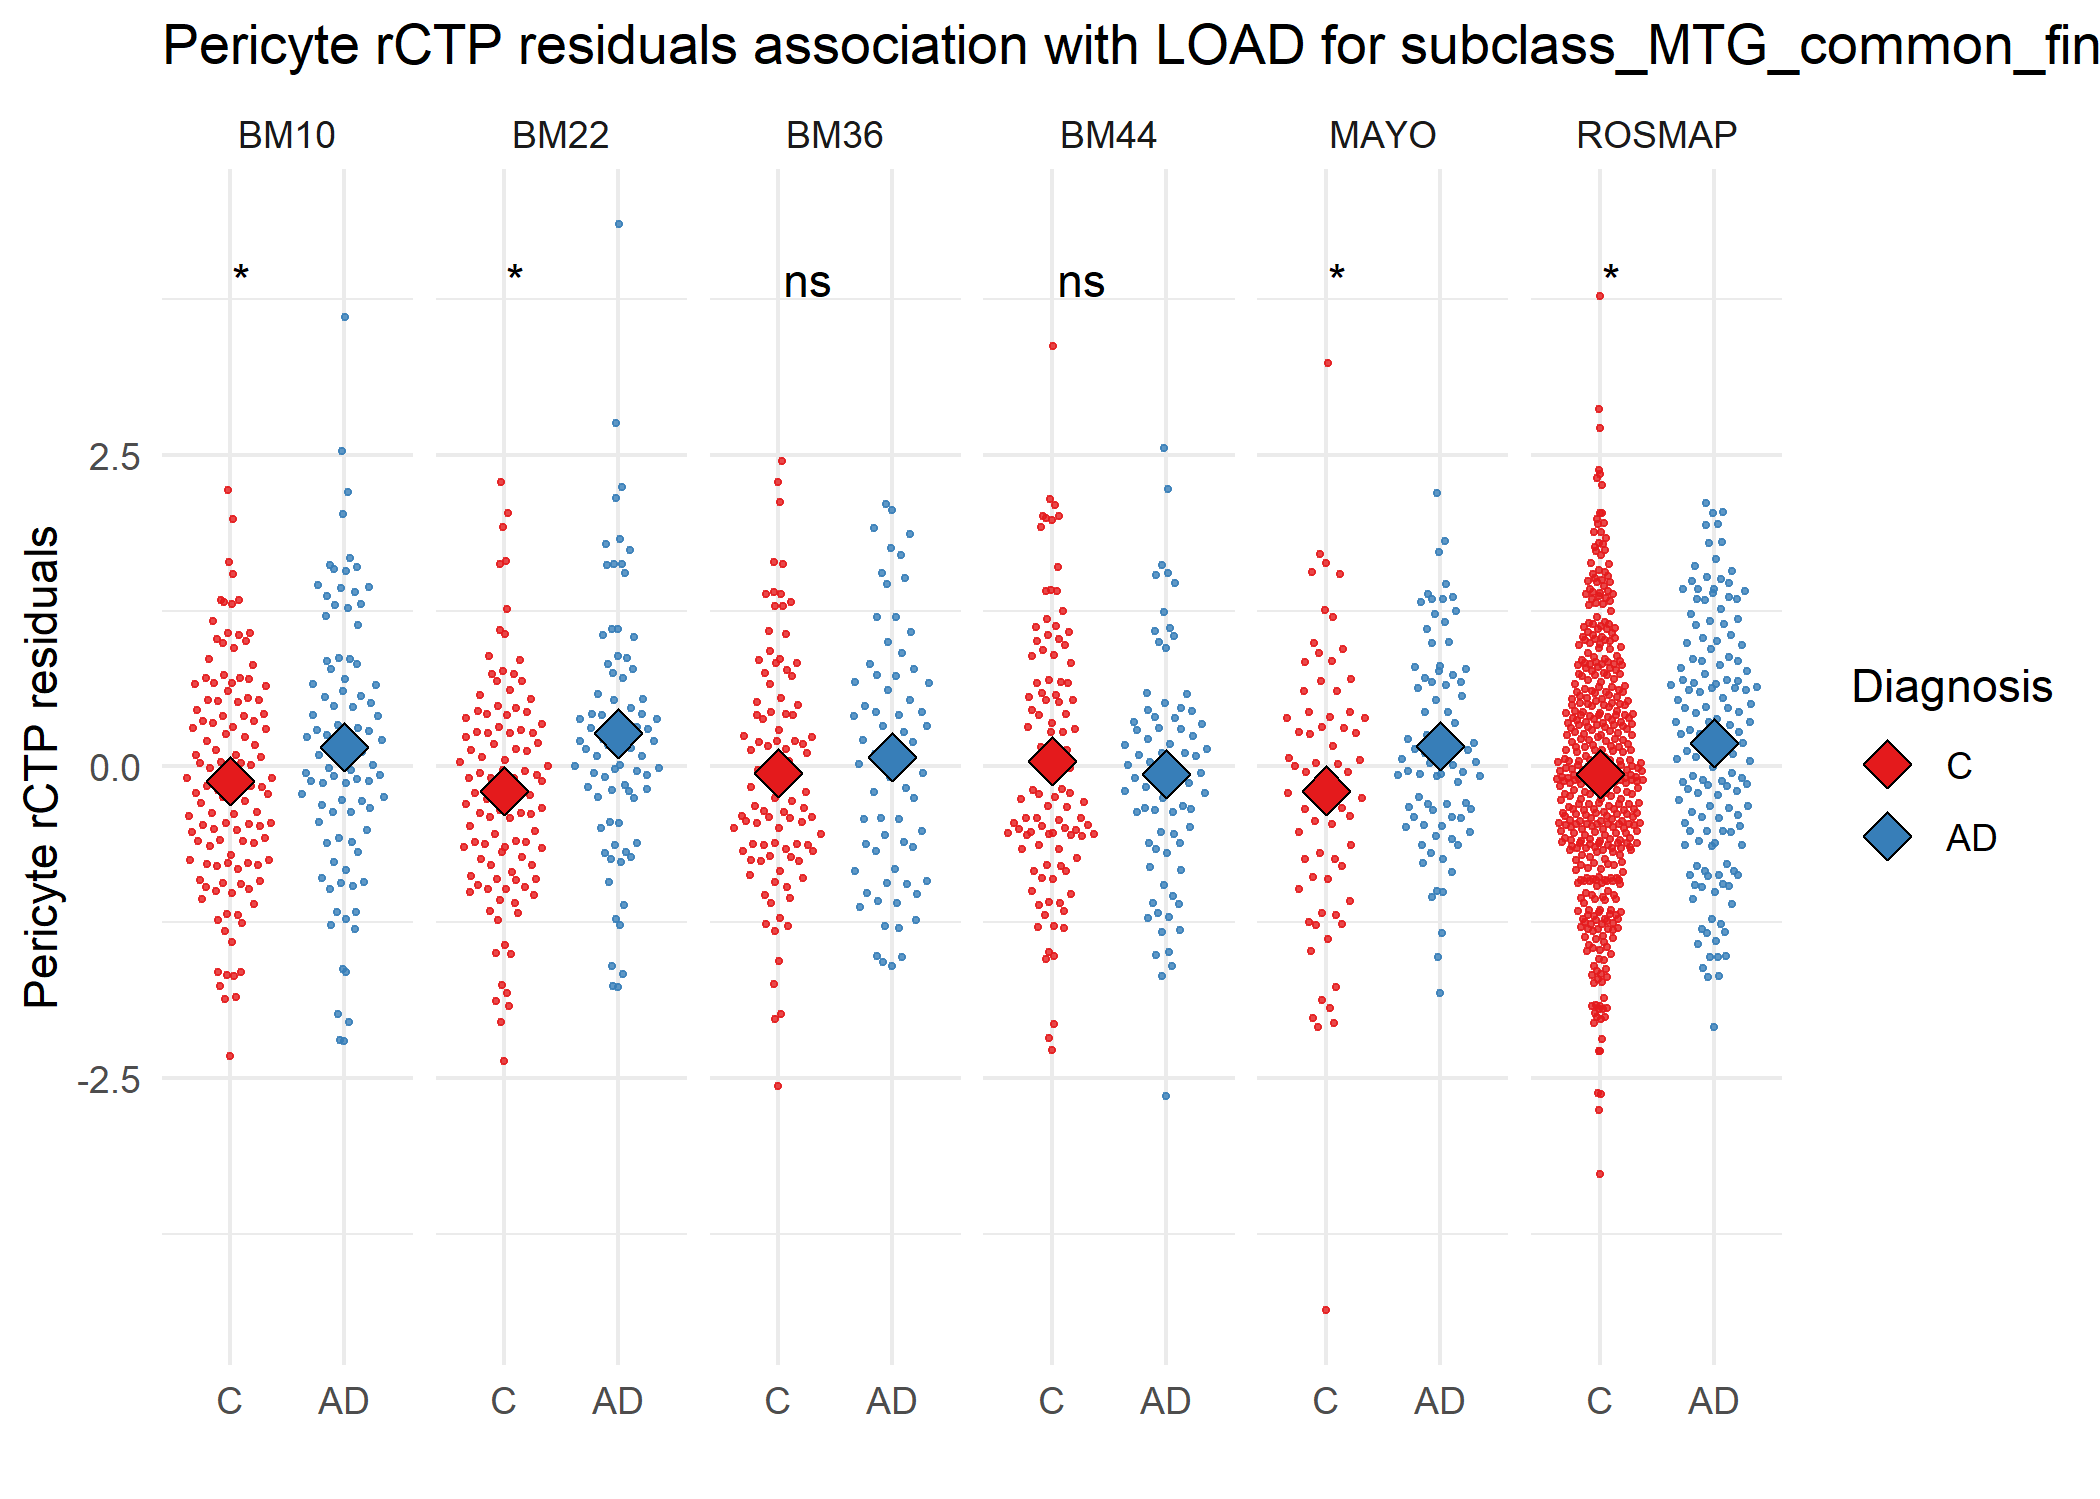 Pericyte rCTP residuals association with LOAD for subclass_MTG_common_fin
BM10 BM22 BM36 BM44 MAYO ROSMAP
* * ns ns * *
2.5
0.0
-2.5
Pericyte rCTP residuals
C AD C AD C AD C AD C AD C AD
Diagnosis
C
AD